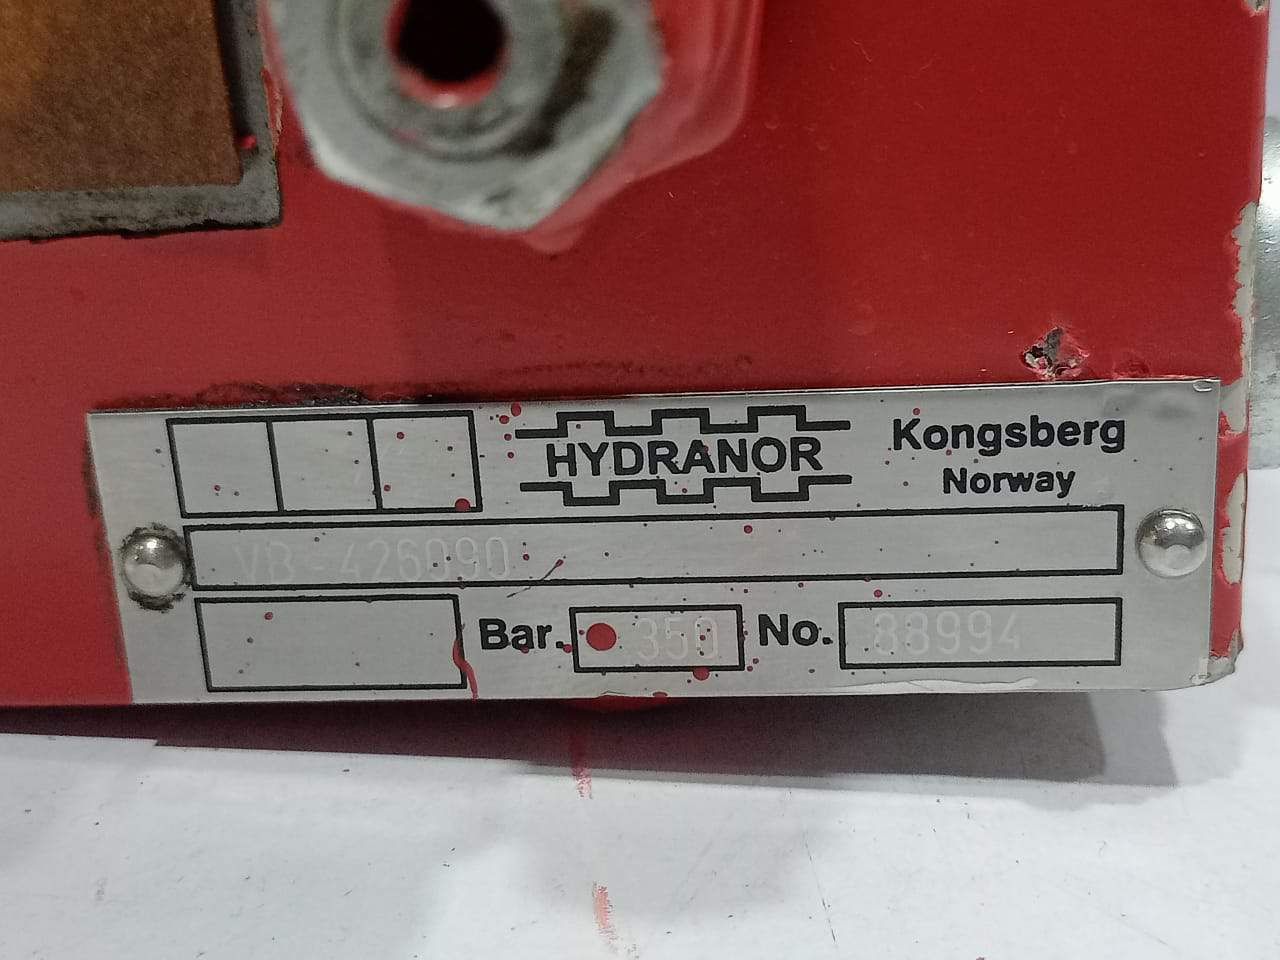 HYDRANOR
Kongsberg
Norway
VB-426090
Bar. 350 No. 88994